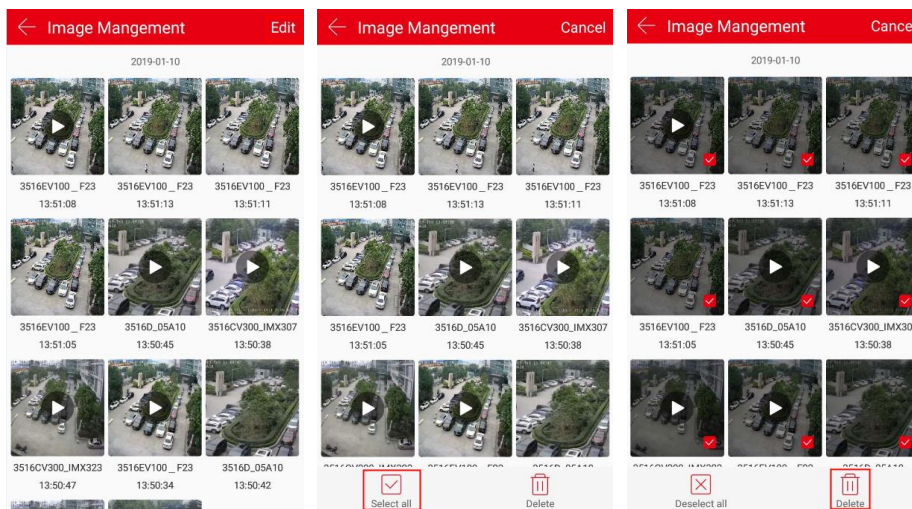 Image Mangement Edit
2019-01-10
3516EV100 _ F23 3516EV100 _ F23 3516EV100 _ F23
13:51:08 13:51:13 13:51:11
3516EV100 _ F23 3516D_05A10 3516CV300_IMX307
13:51:05 13:50:45 13:50:38
3516CV300_IMX323 3516EV100 _ F23 3516D_05A10
13:50:47 13:50:34 13:50:42
Image Mangement Cancel
2019-01-10
3516EV100 _ F23 3516EV100 _ F23 3516EV100 _ F23
13:51:08 13:51:13 13:51:11
3516EV100 _ F23 3516D_05A10 3516CV300_IMX307
13:51:05 13:50:45 13:50:38
Select all Delete
Image Mangement Cance
2019-01-10
3516EV100 _ F23 3516EV100 _ F23 3516EV100 _ F23
13:51:08 13:51:13 13:51:11
3516EV100 _ F23 3516D_05A10 3516CV300_IMX30
13:51:05 13:50:45 13:50:38
Deselect all Delete